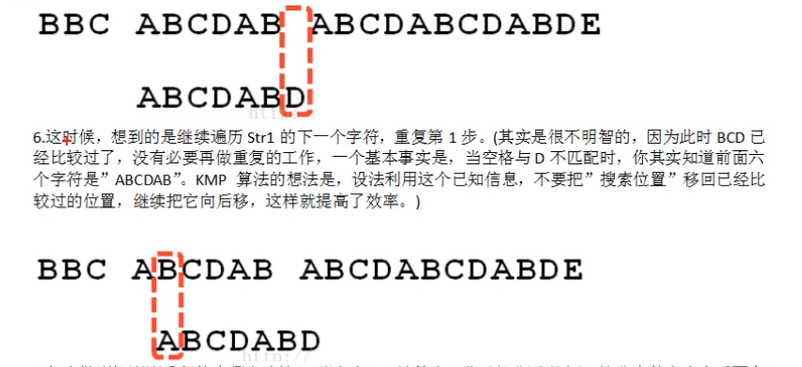 BBC ABCDAB ABCDABCDABDE
ABCDABD
6.这时候，想到的是继续遍历 Str1 的下一个字符，重复第 1 步。(其实是很不明智的，因为此时 BCD 已
经比较过了，没有必要再做重复的工作，一个基本事实是，当空格与 D 不匹配时，你其实知道前面六
个字符是”ABCDAB”。KMP 算法的想法是，设法利用这个已知信息，不要把”搜索位置”移回已经比
较过的位置，继续把它向后移，这样就提高了效率。)
BBC ABCDAB ABCDABCDABDE
ABCDABD
http://